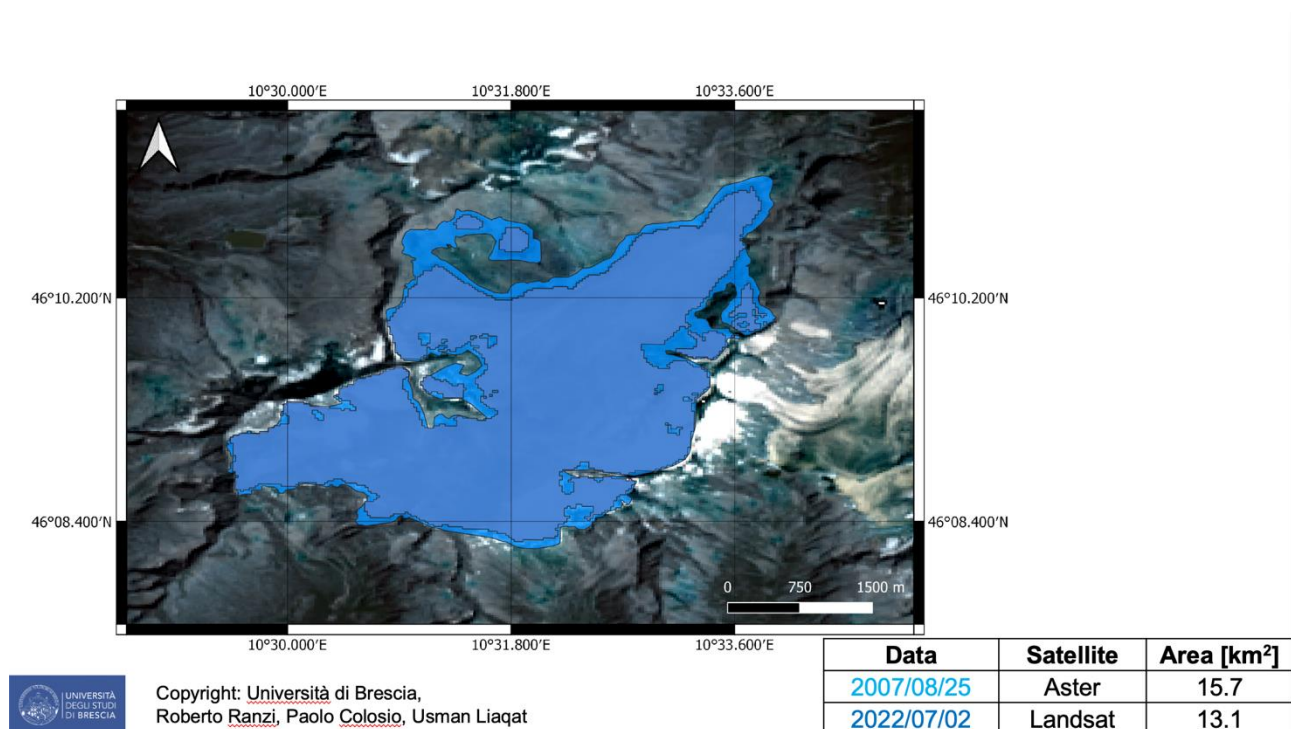 10°30.000′E 10°31.800′E 10°33.600′E
46°10.200′N 46°10.200′N
46°08.400′N 46°08.400′N
0 750 1500 m
10°30.000′E 10°31.800′E 10°33.600′E
Data Satellite Area [km²]
2007/08/25 Aster 15.7
2022/07/02 Landsat 13.1
UNIVERSITÀ
DEGLI STUDI
DI BRESCIA
Copyright: Università di Brescia,
Roberto Ranzi, Paolo Colosio, Usman Liaqat